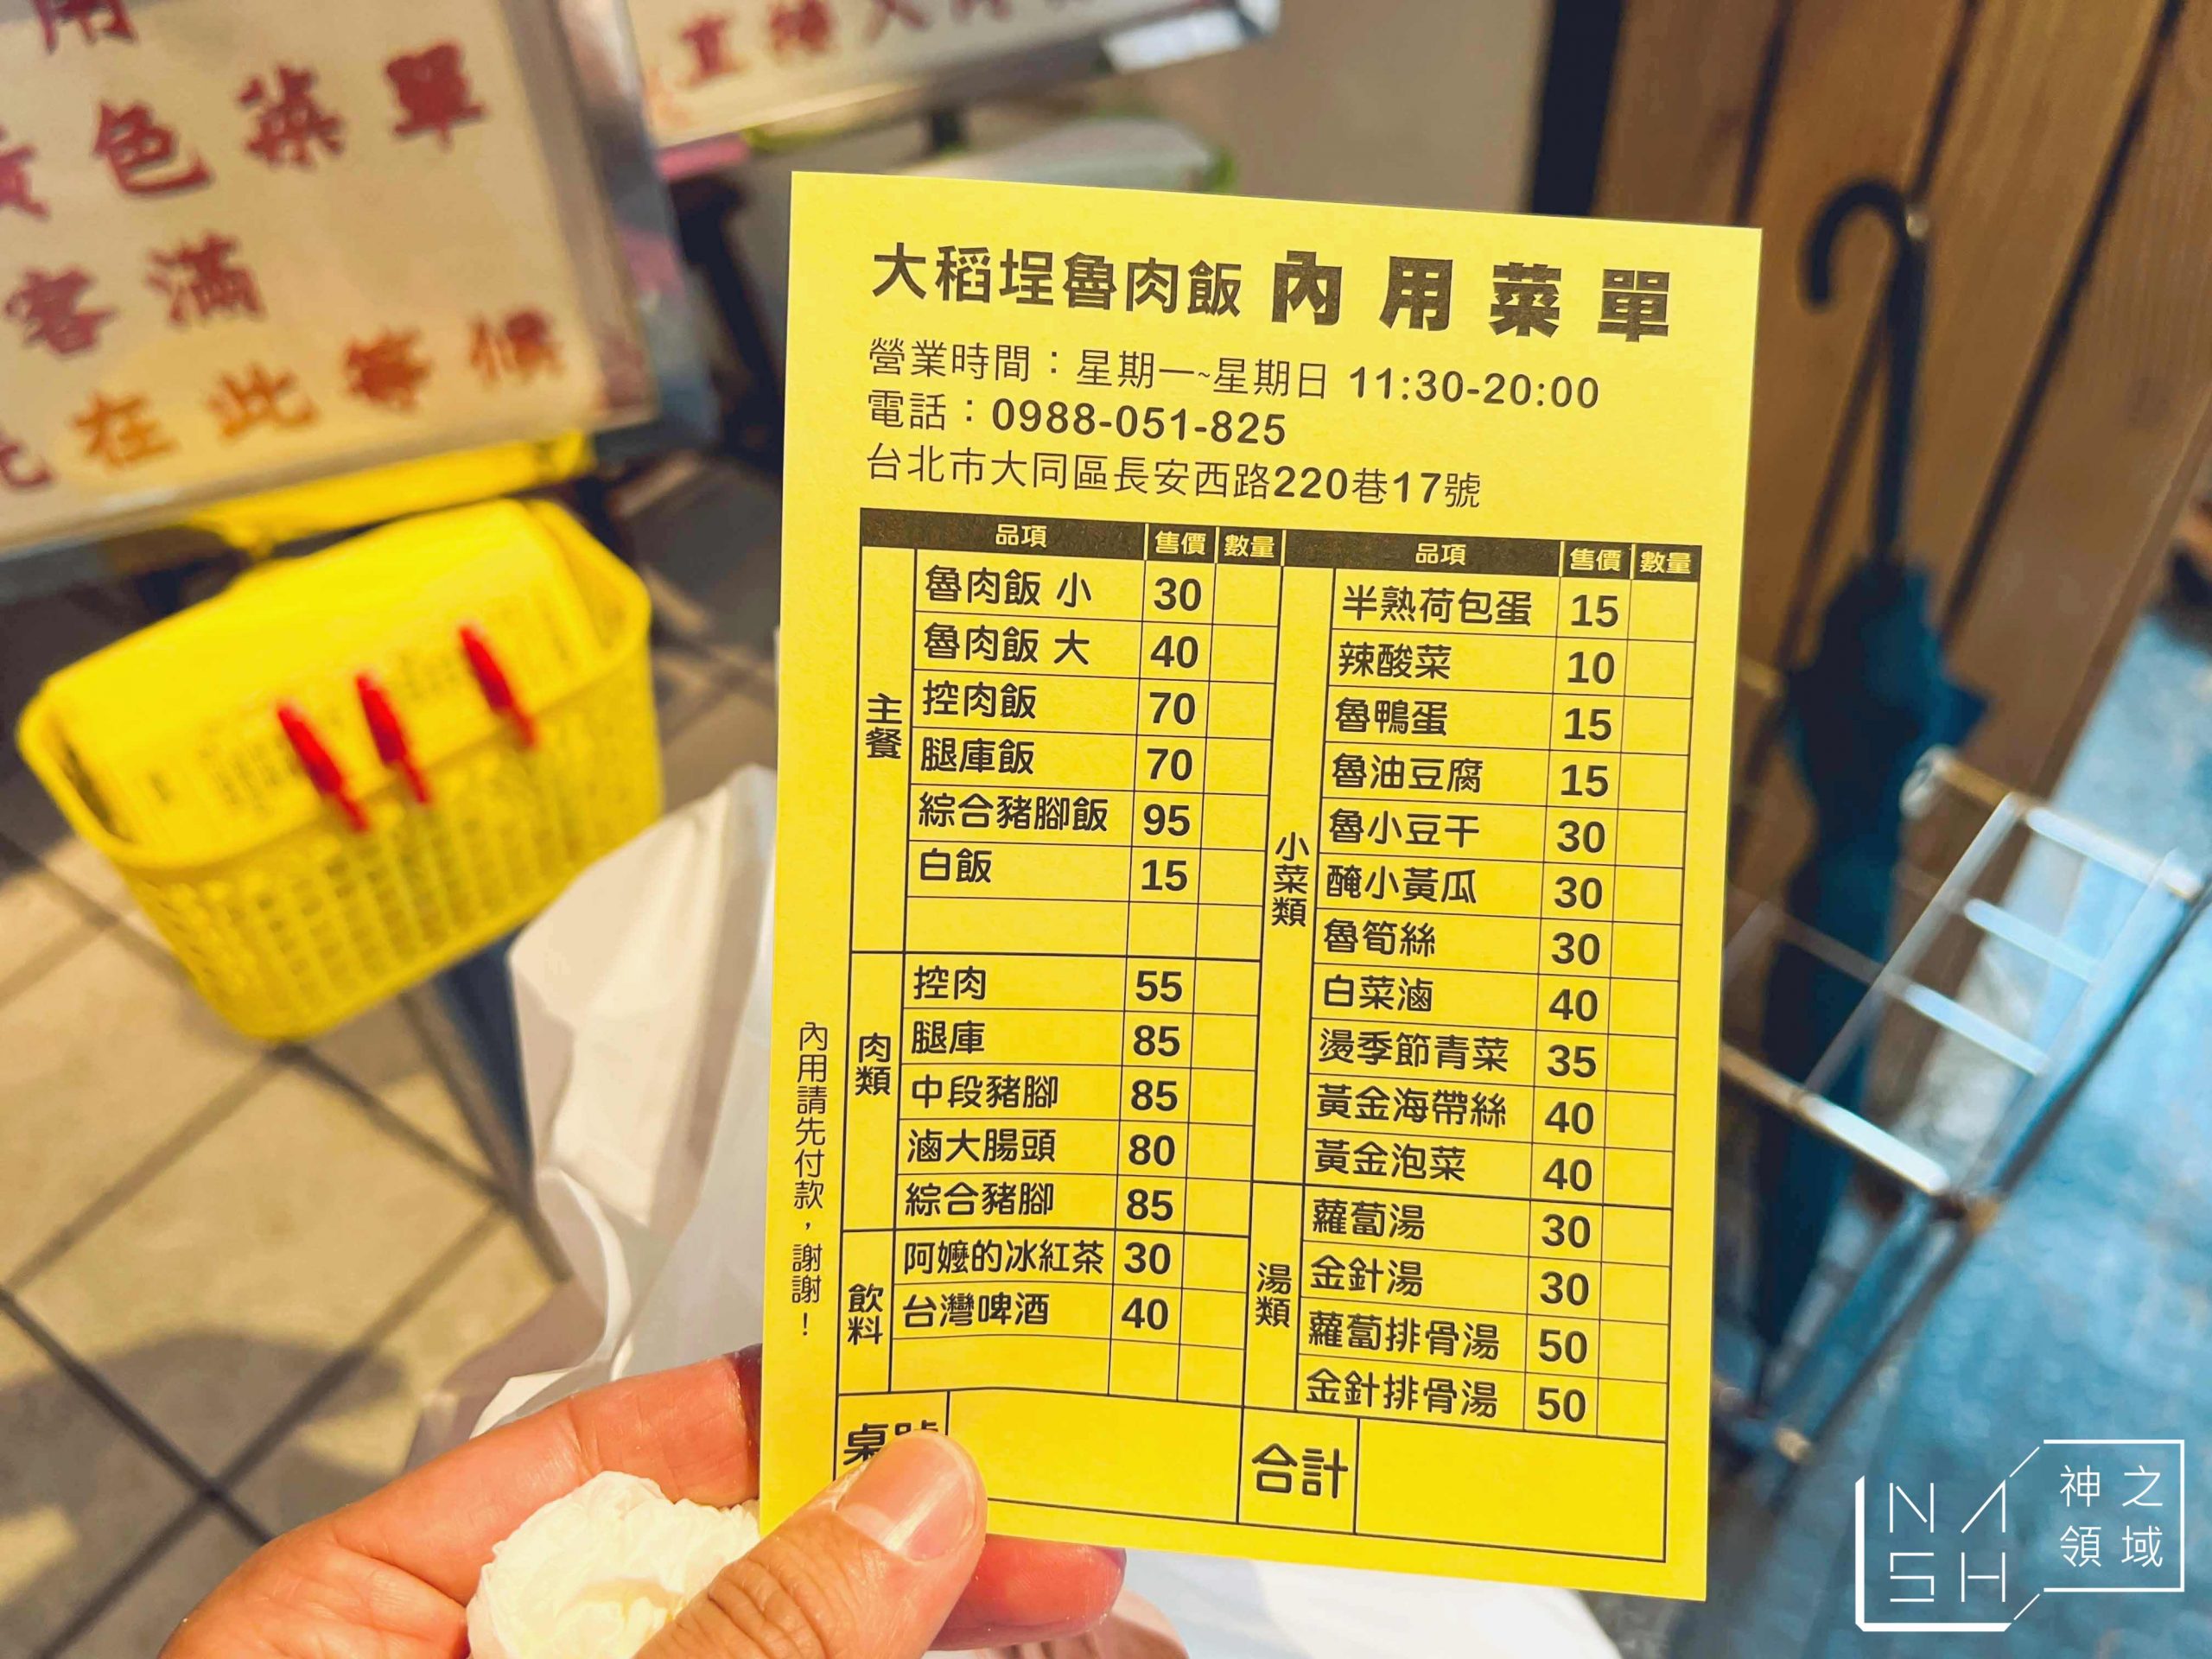 用
黃色菜單
客滿
先在此等候
直接入
大稻埕魯肉飯 內用菜單
營業時間：星期一~星期日 11:30-20:00
電話：0988-051-825
台北市大同區長安西路220巷17號
品項 售價 數量
主餐
魯肉飯 小 30
魯肉飯 大 40
控肉飯 70
腿庫飯 70
綜合豬腳飯 95
白飯 15
肉類
控肉 55
腿庫 85
中段豬腳 85
滷大腸頭 80
綜合豬腳 85
飲料
阿嬤的冰紅茶 30
台灣啤酒 40
品項 售價 數量
小菜類
半熟荷包蛋 15
辣酸菜 10
魯鴨蛋 15
魯油豆腐 15
魯小豆干 30
醃小黃瓜 30
魯筍絲 30
白菜滷 40
燙季節青菜 35
黃金海帶絲 40
黃金泡菜 40
湯類
蘿蔔湯 30
金針湯 30
蘿蔔排骨湯 50
金針排骨湯 50
桌號
合計
內用請先付款，謝謝！
NASH
神之領域